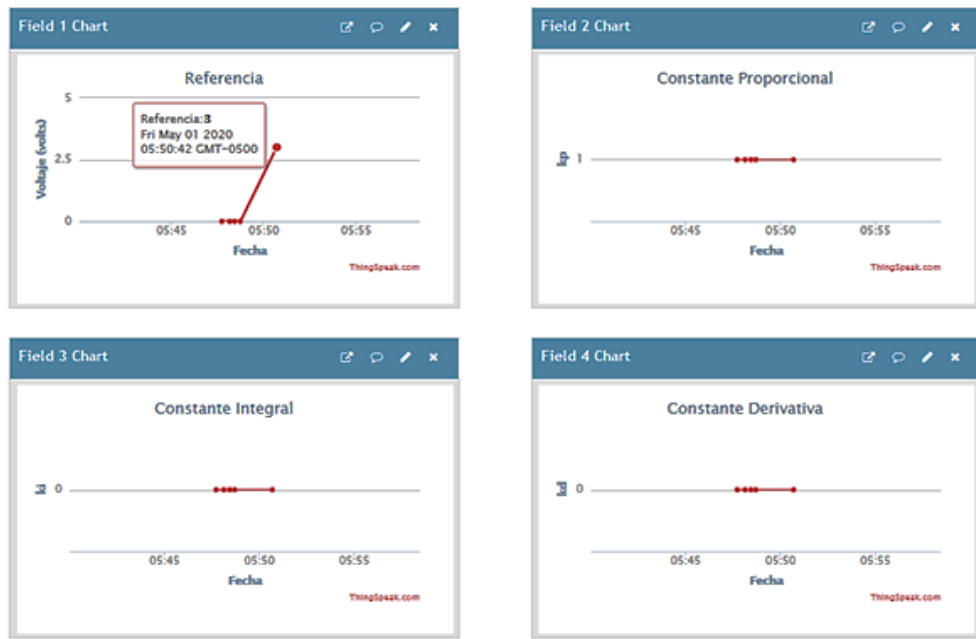 Field 1 Chart
Referencia
Voltaje (volts)
5
2.5
0
Referencia:3
Fri May 01 2020
05:50:42 GMT-0500
05:45
05:50
05:55
Fecha
ThingSpeak.com
Field 2 Chart
Constante Proporcional
kp
1
05:45
05:50
05:55
Fecha
ThingSpeak.com
Field 3 Chart
Constante Integral
ki
0
05:45
05:50
05:55
Fecha
ThingSpeak.com
Field 4 Chart
Constante Derivativa
kd
0
05:45
05:50
05:55
Fecha
ThingSpeak.com